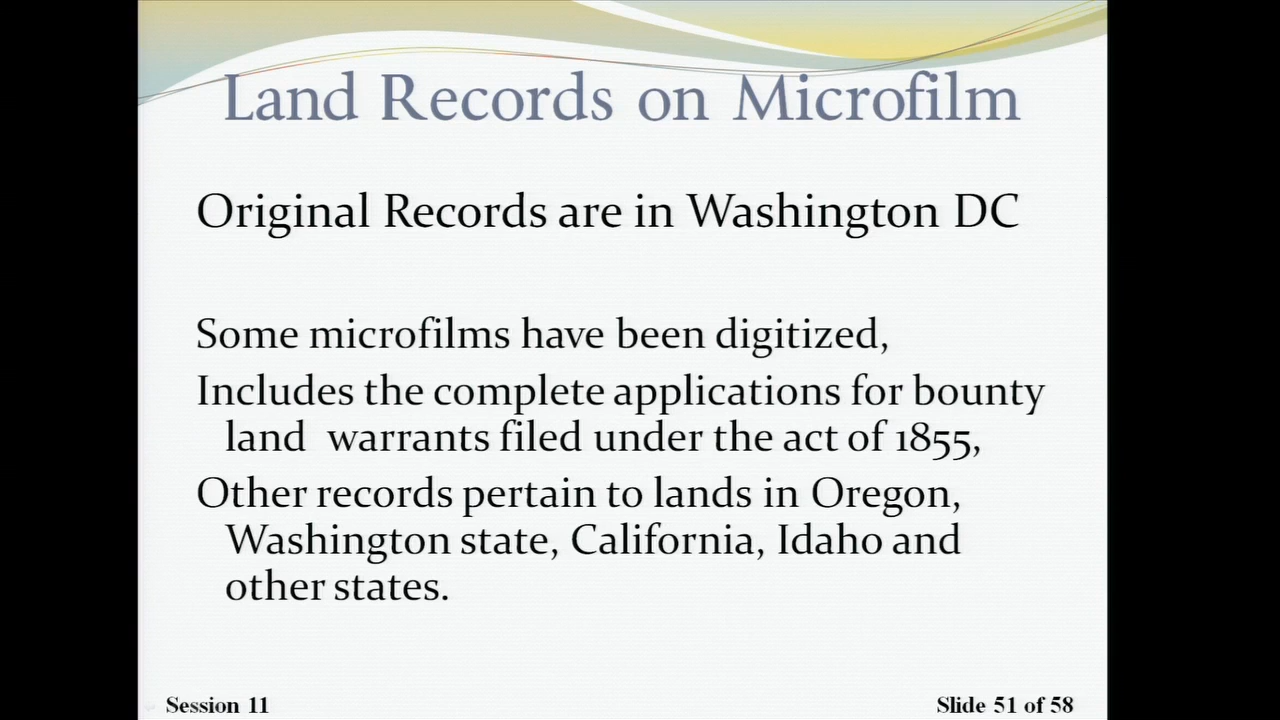 Land Records on Microfilm
Original Records are in Washington DC
Some microfilms have been digitized,
Includes the complete applications for bounty
land warrants filed under the act of 1855,
Other records pertain to lands in Oregon,
Washington state, California, Idaho and
other states.
Session 11
Slide 51 of 58